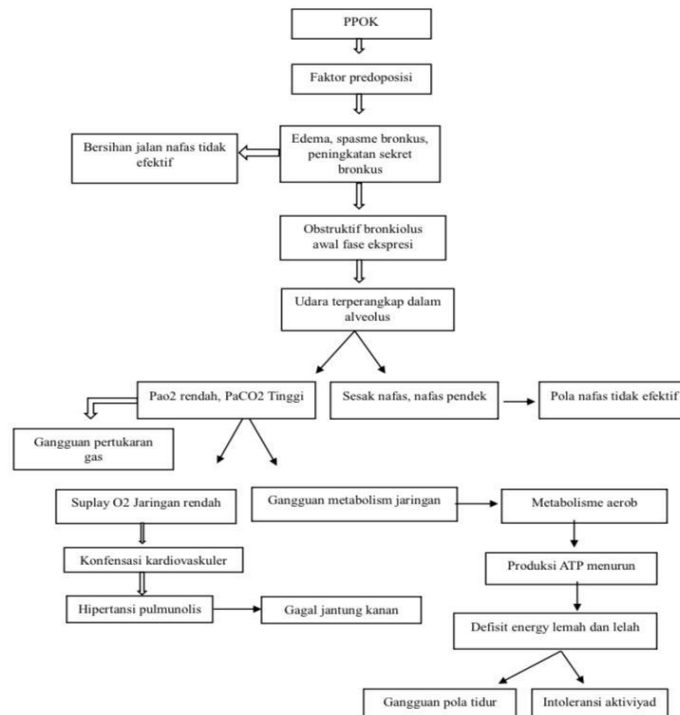 PPOK
Faktor predoposisi
Bersihan jalan nafas tidak
efektif
Edema, spasme bronkus,
peningkatan sekret
bronkus
Obstruktif bronkiolus
awal fase ekspresi
Udara terperangkap dalam
alveolus
Pao2 rendah, PaCO2 Tinggi
Sesak nafas, nafas pendek
Pola nafas tidak efektif
Gangguan pertukaran
gas
Suplay O2 Jaringan rendah
Gangguan metabolism jaringan
Metabolisme aerob
Konfensasi kardiovaskuler
Produksi ATP menurun
Hipertansi pulmunolis
Gagal jantung kanan
Defisit energy lemah dan lelah
Gangguan pola tidur
Intoleransi aktiviyad